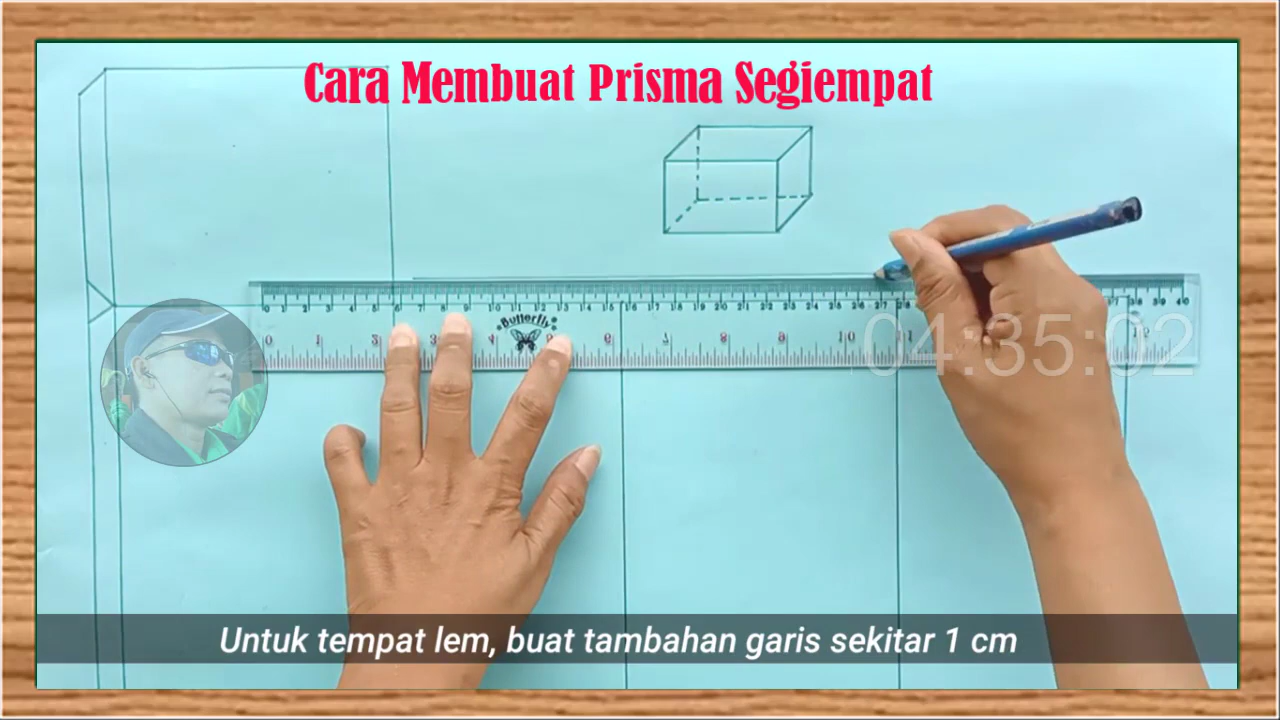 Cara Membuat Prisma Segiempat
Butterfly
04:35:02
Untuk tempat lem, buat tambahan garis sekitar 1 cm